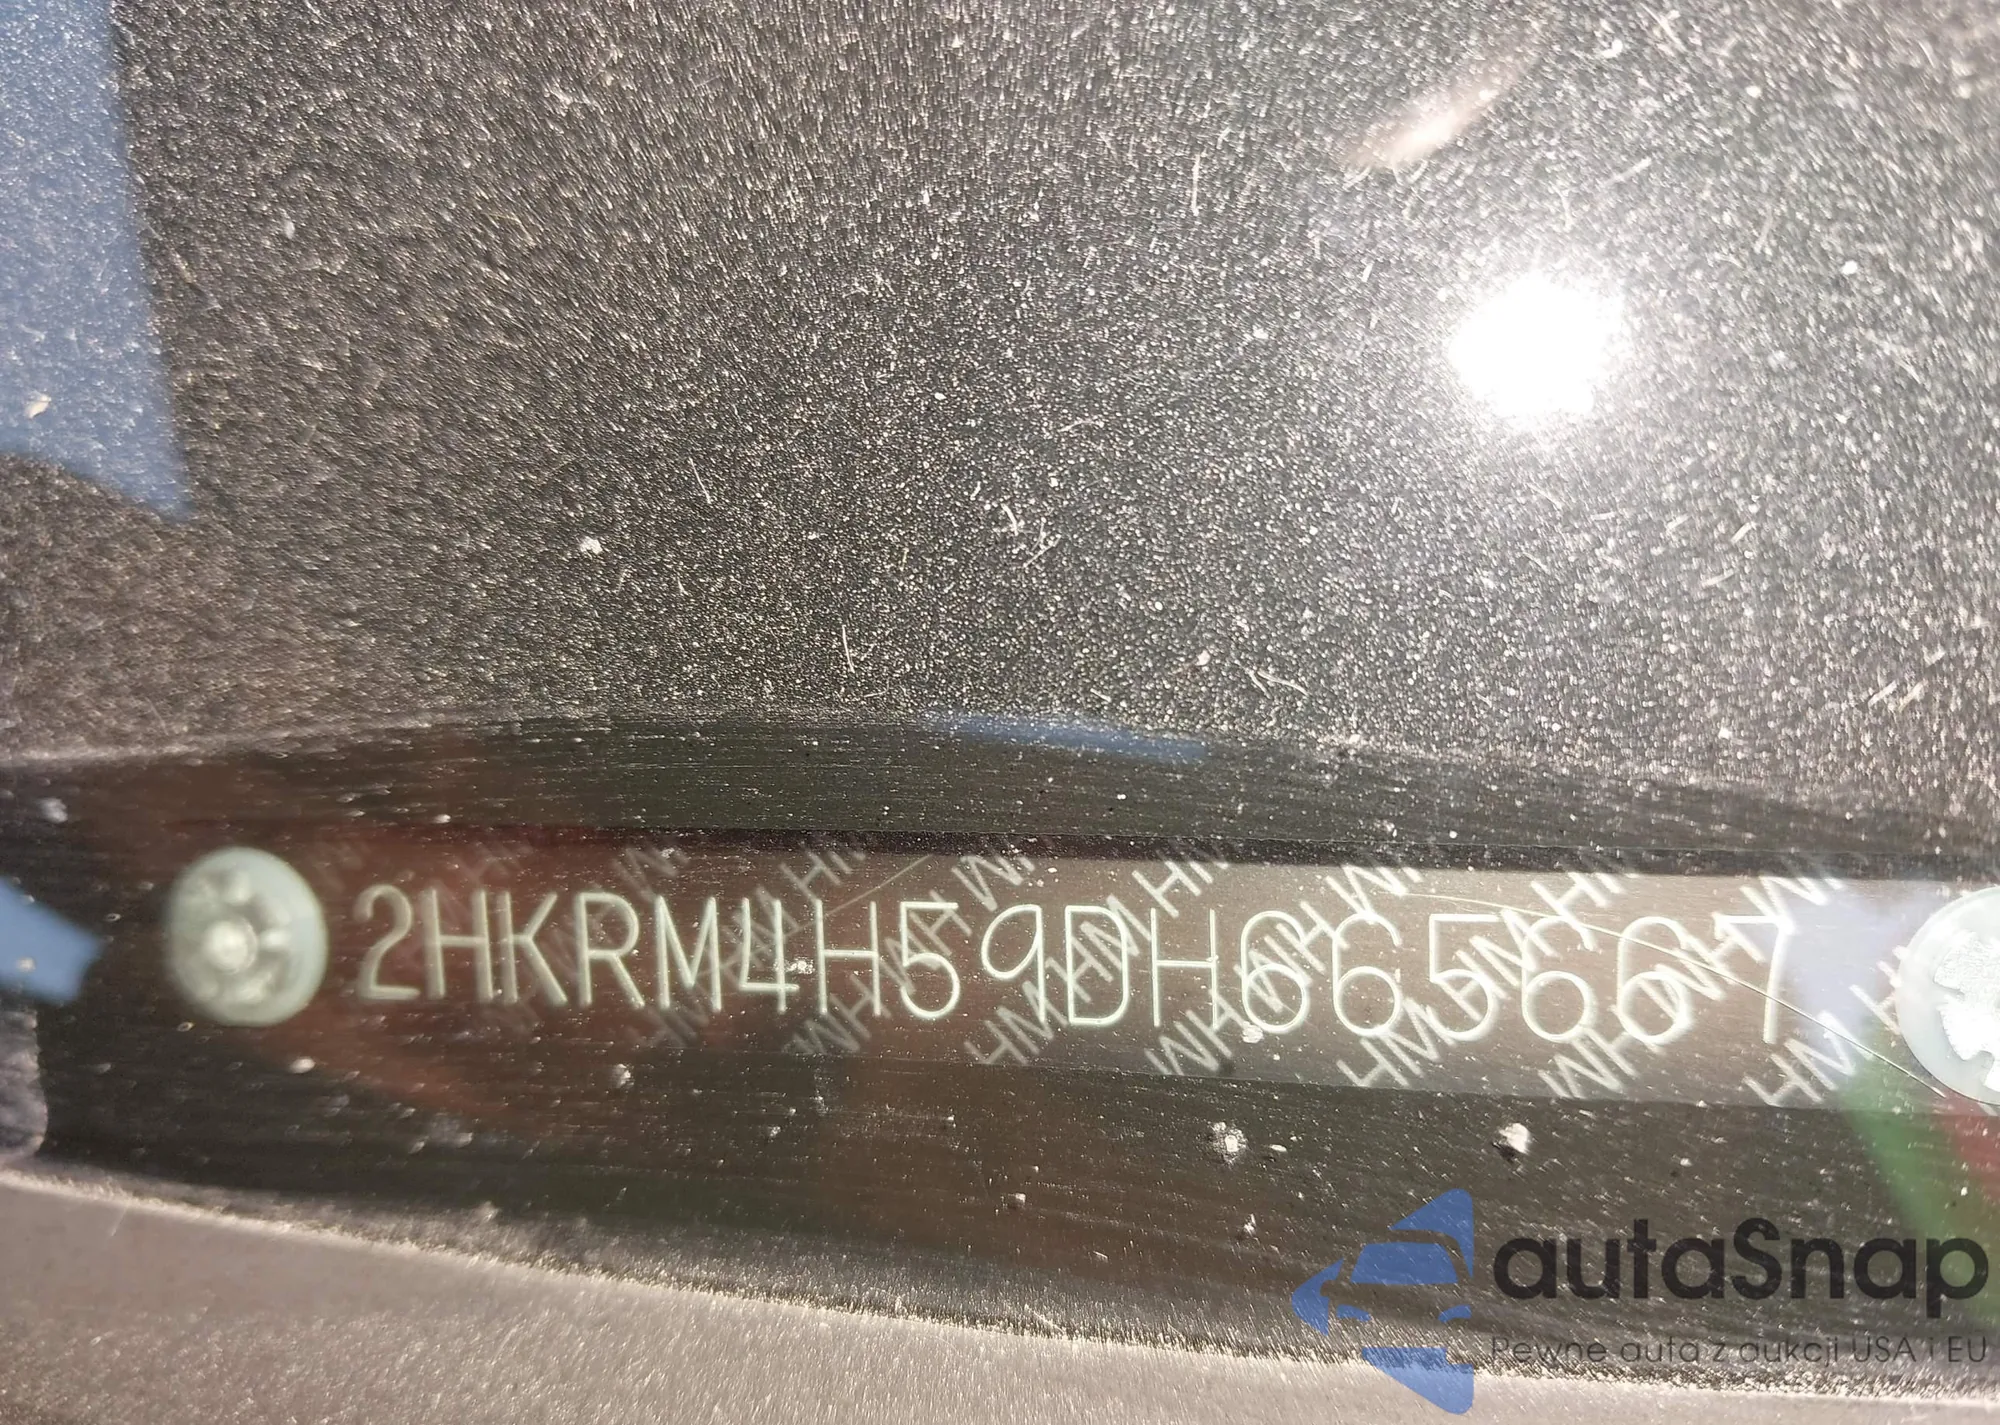 2HKRM4H59DH665667
autaSnap
Pewne auta z aukcji USA i EU